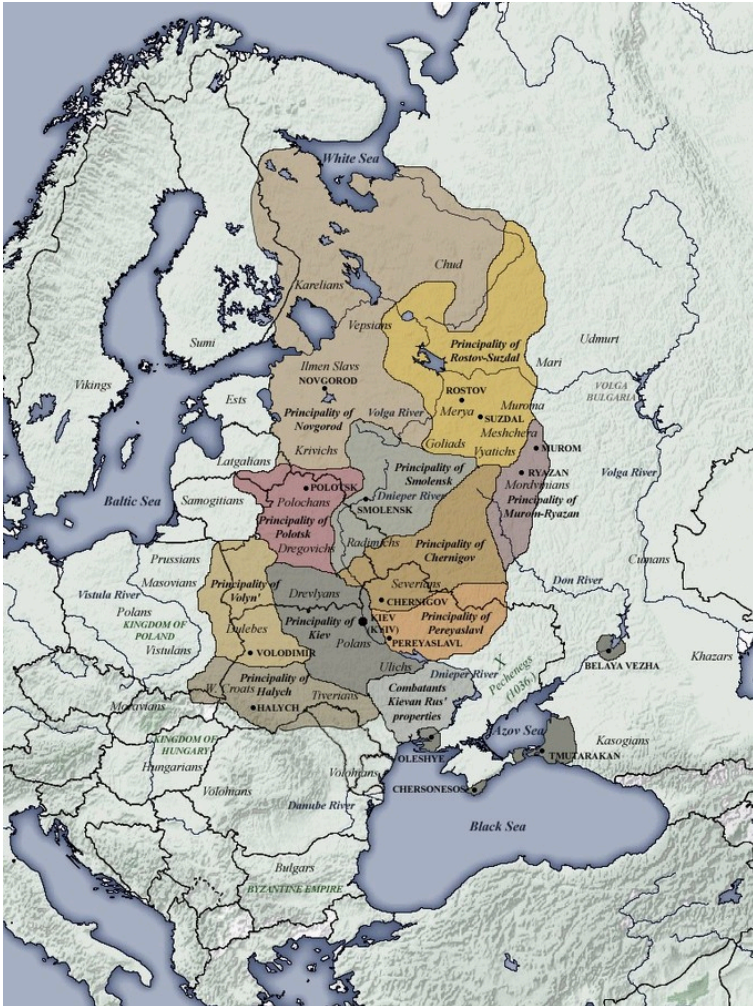 White Sea
Chud
Karelians
Vepsians
Sumi
Principality of
Rostov-Suzdal
Udmurt
Mari
Ilmen Slavs
NOVGOROD
Vikings
VOLGA
BULGARIA
ROSTOV
Ests
Merya
Muroma
Principality of
Novgorod
Volga River
SUZDAL
Meshchera
Goliads
Vyatichs
MUROM
Krivichs
Latgalians
Principality of
Smolensk
RYAZAN
Volga River
Mordvinians
POLOTSK
Polochans
Dnieper River
SMOLENSK
Principality of
Murom-Ryazan
Baltic Sea
Samogitians
Principality of
Polotsk
Dregovichs
Radimichs
Principality of
Chernigov
Prussians
Masovians
Cumans
Vistula River
Principality of
Volyn'
Drevlyans
Severians
Don River
CHERNIGOV
Polans
KINGDOM OF
POLAND
Dulebes
Principality of
Kiev
KIEV
(KYIV)
Principality of
Pereyaslavl
Polans
PEREYASLAVL
Vistulans
VOLODIMIR
Khazars
BELAYA VEZHA
Ulichs
Dnieper River
X
Pechenegs
(1036.)
Principality of
Halych
W. Croats
Tiverians
Combatants
Kievan Rus'
properties
Moravians
HALYCH
KINGDOM OF
HUNGARY
Azov Sea
Kasogians
OLESHYE
TMUTARAKAN
Hungarians
Volohrans
CHERSONESOS
Volohrans
Danube River
Black Sea
Bulgars
BYZANTINE EMPIRE